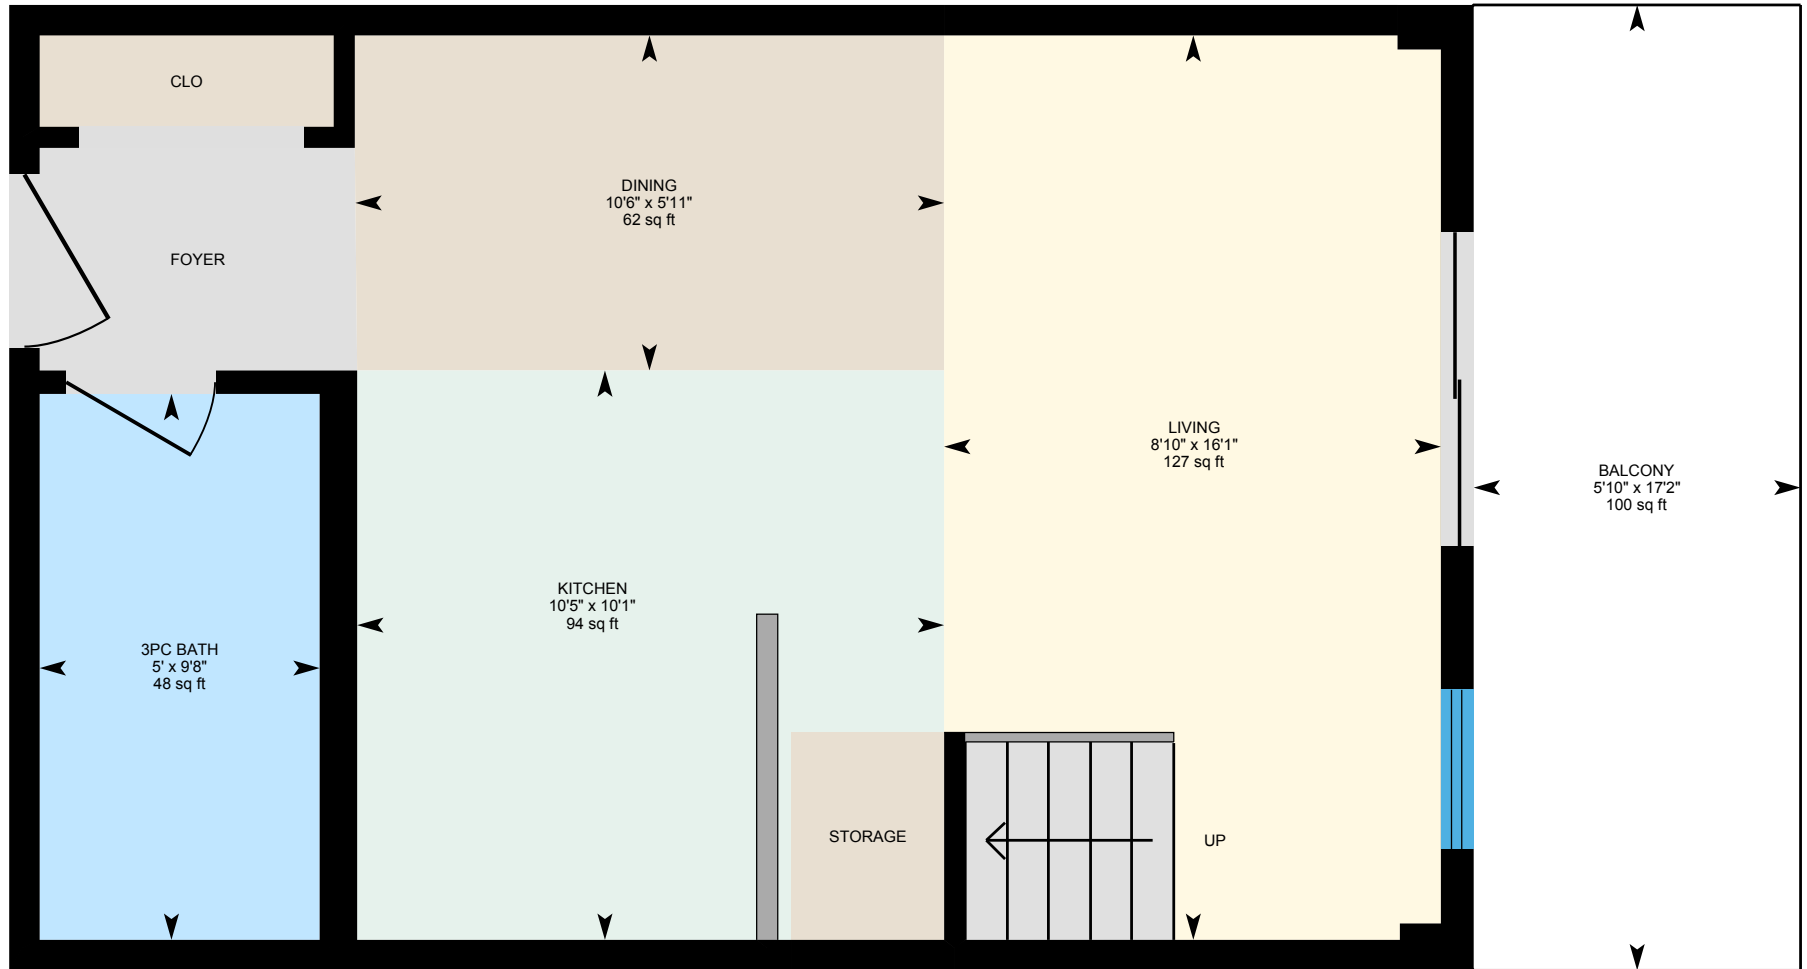 CLO
DINING
10'6" x 5'11"
62 sq ft
FOYER
LIVING
8'10" x 16'1"
127 sq ft
BALCONY
5'10" x 17'2"
100 sq ft
KITCHEN
10'5" x 10'1"
94 sq ft
3PC BATH
5' x 9'8"
48 sq ft
STORAGE
UP